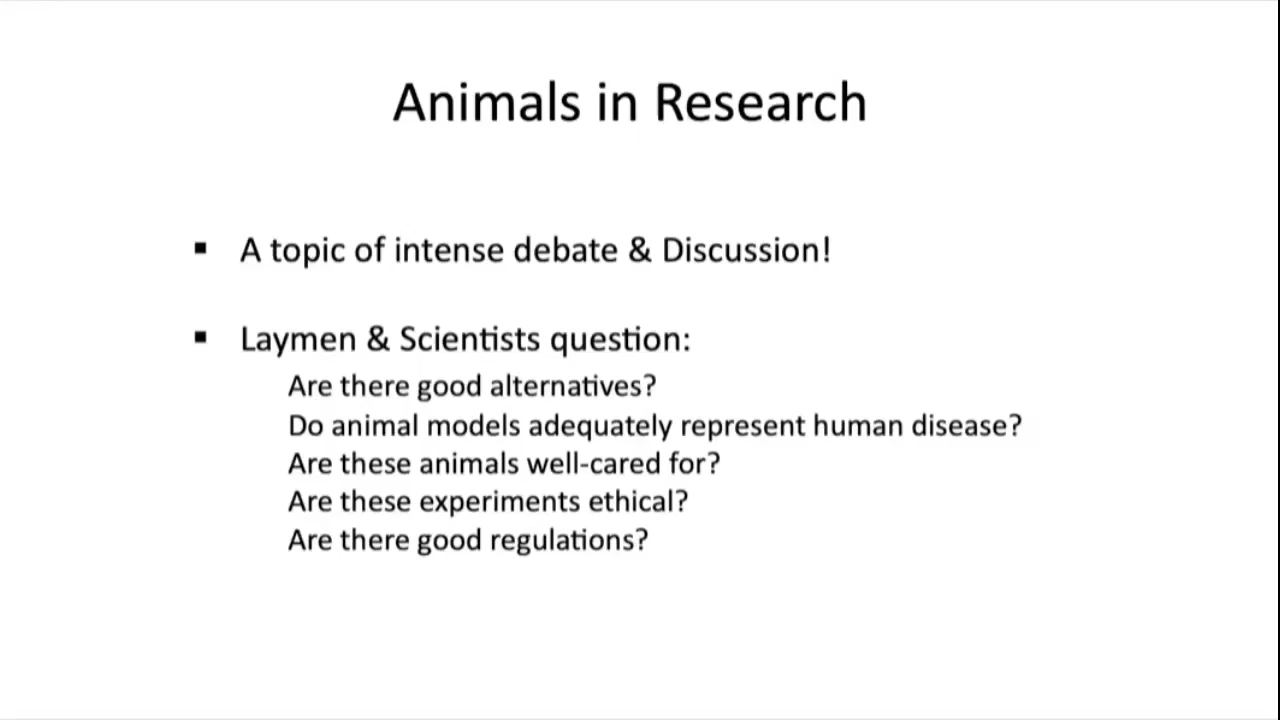 Animals in Research
▪ A topic of intense debate & Discussion!
▪ Laymen & Scientists question:
Are there good alternatives?
Do animal models adequately represent human disease?
Are these animals well-cared for?
Are these experiments ethical?
Are there good regulations?